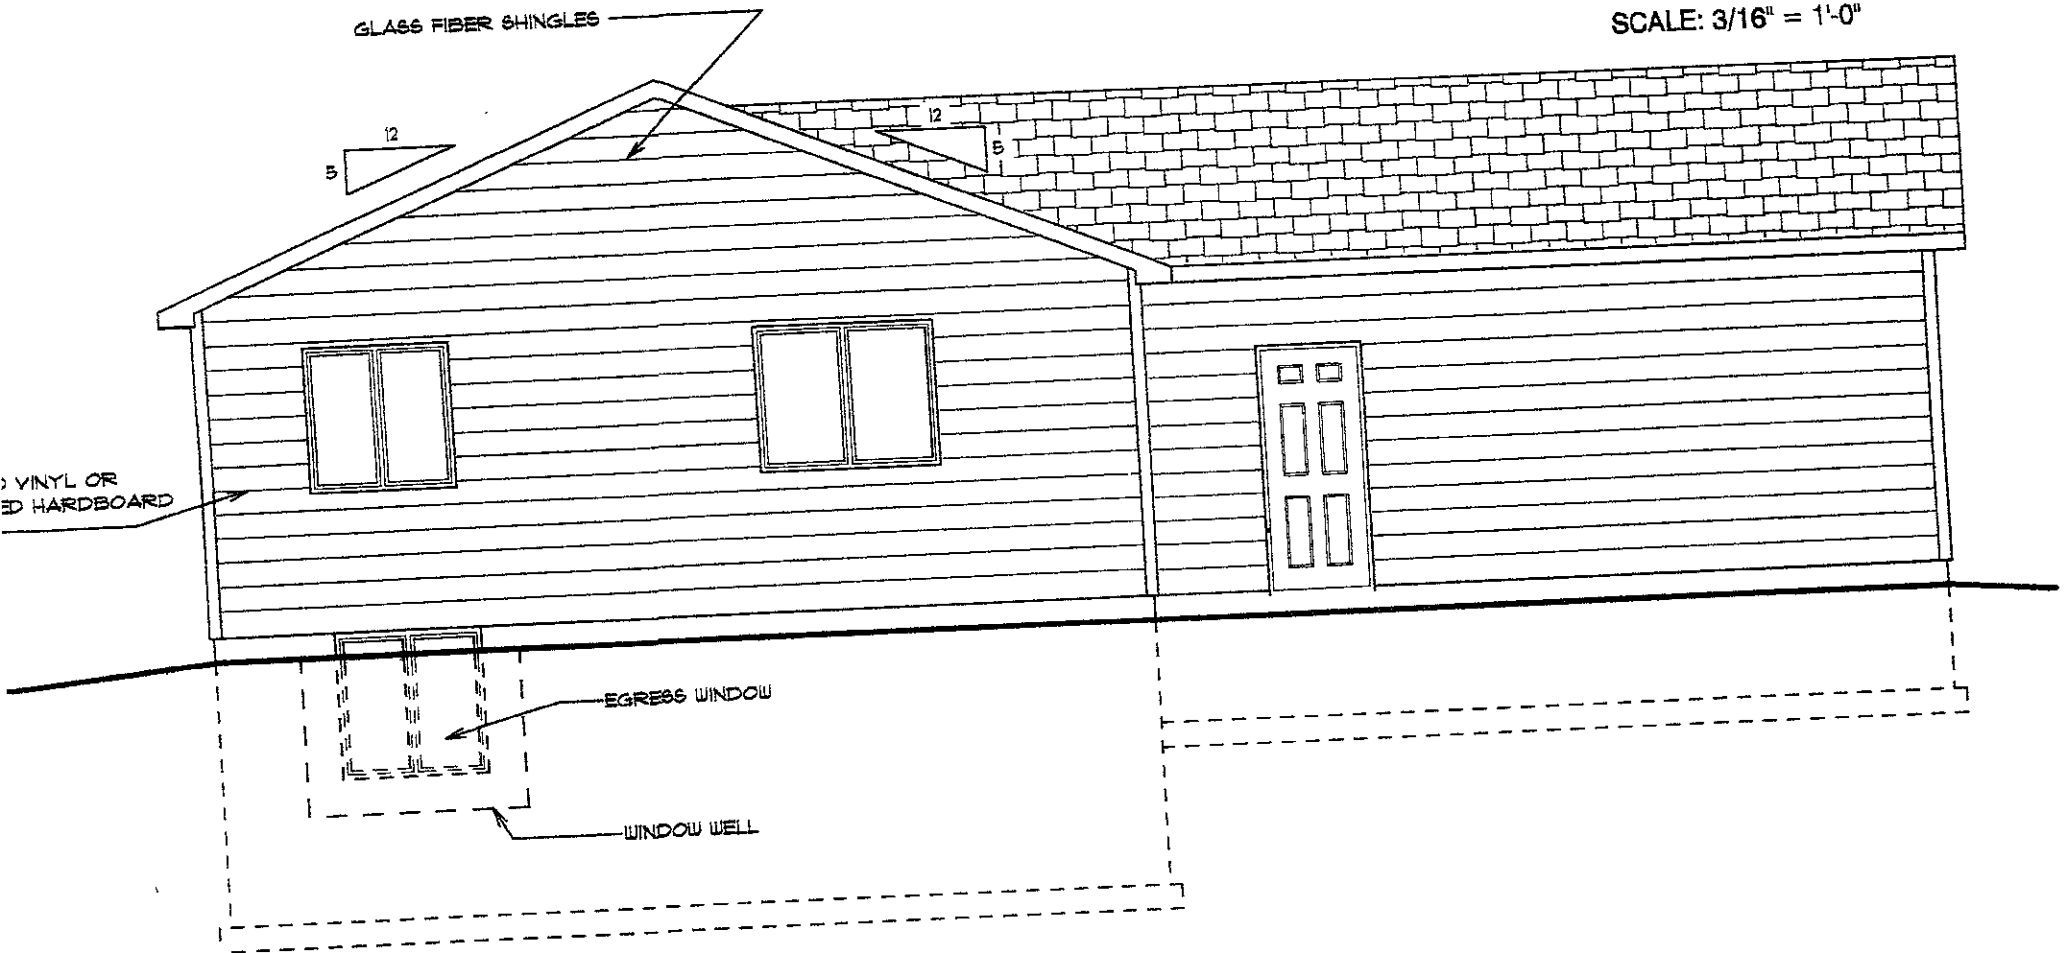 GLASS FIBER SHINGLES
SCALE: 3/16" = 1'-0"
12
5
12
5
VINYL OR
ED HARDBOARD
EGRESS WINDOW
WINDOW WELL